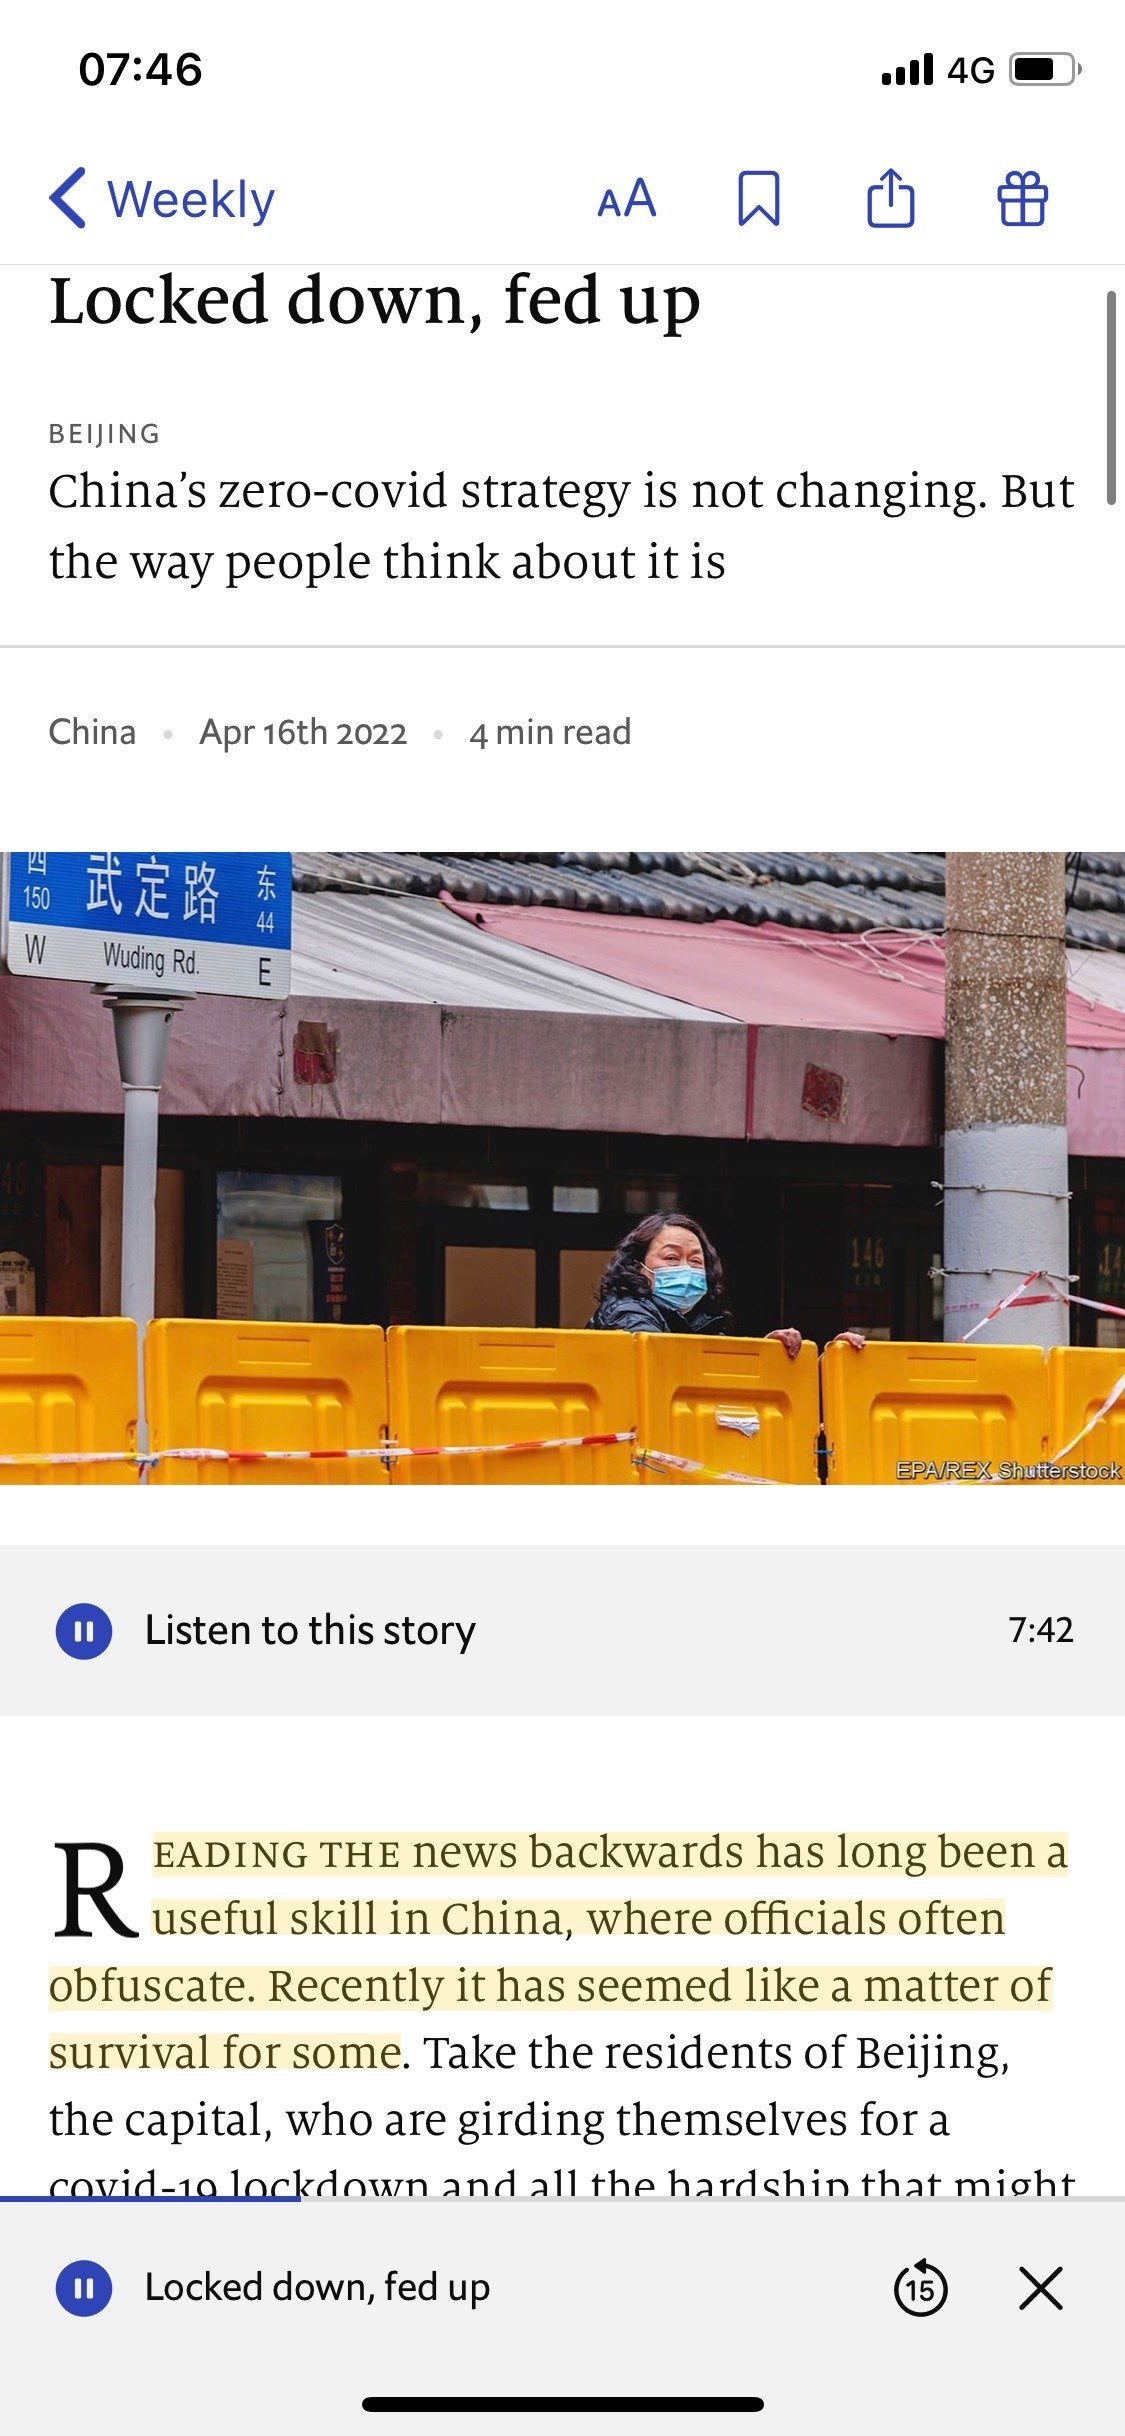 07:46
4G
Weekly
AA
Locked down, fed up
BEIJING
China’s zero-covid strategy is not changing. But
the way people think about it is
China • Apr 16th 2022 • 4 min read
四 武定路 东
150 44
W Wuding Rd. E
146
EPA/REX Shutterstock
Listen to this story 7:42
READING THE news backwards has long been a
useful skill in China, where officials often
obfuscate. Recently it has seemed like a matter of
survival for some. Take the residents of Beijing,
the capital, who are girding themselves for a
covid-19 lockdown and all the hardship that might
Locked down, fed up 15